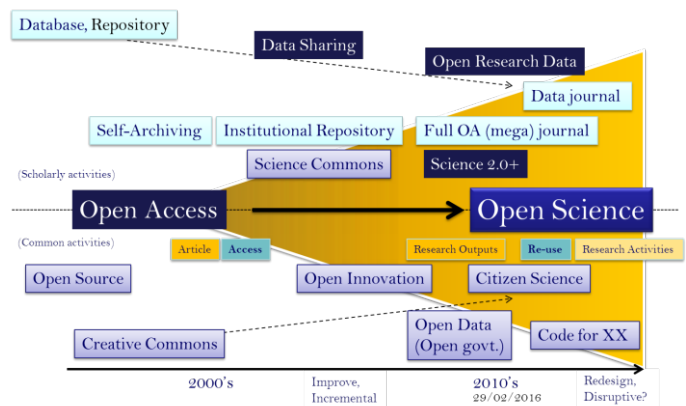 Database, Repository
Data Sharing
Open Research Data
Data journal
Self-Archiving
Institutional Repository
Full OA (mega) journal
Science Commons
Science 2.0+
(Scholarly activities)
Open Access
Open Science
(Common activities)
Article
Access
Research Outputs
Re-use
Research Activities
Open Source
Open Innovation
Citizen Science
Creative Commons
Open Data
(Open govt.)
Code for XX
2000's
Improve,
Incremental
2010's
29/02/2016
Redesign,
Disruptive?